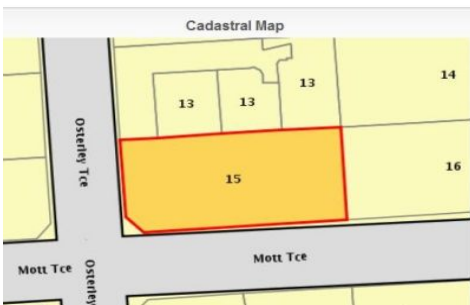 Cadastral Map
13
14
13
13
Osterley Tce
15
16
Mott Tce
Mott Tce
Osterley